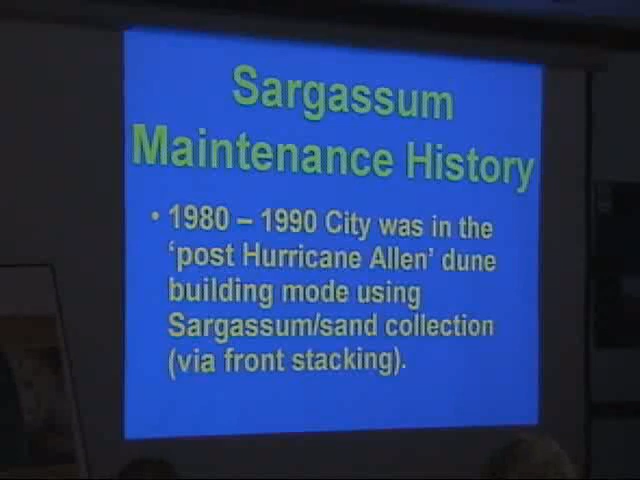 Sargassum
Maintenance History
• 1980 – 1990 City was in the
‘post Hurricane Allen’ dune
building mode using
Sargassum/sand collection
(via front stacking).